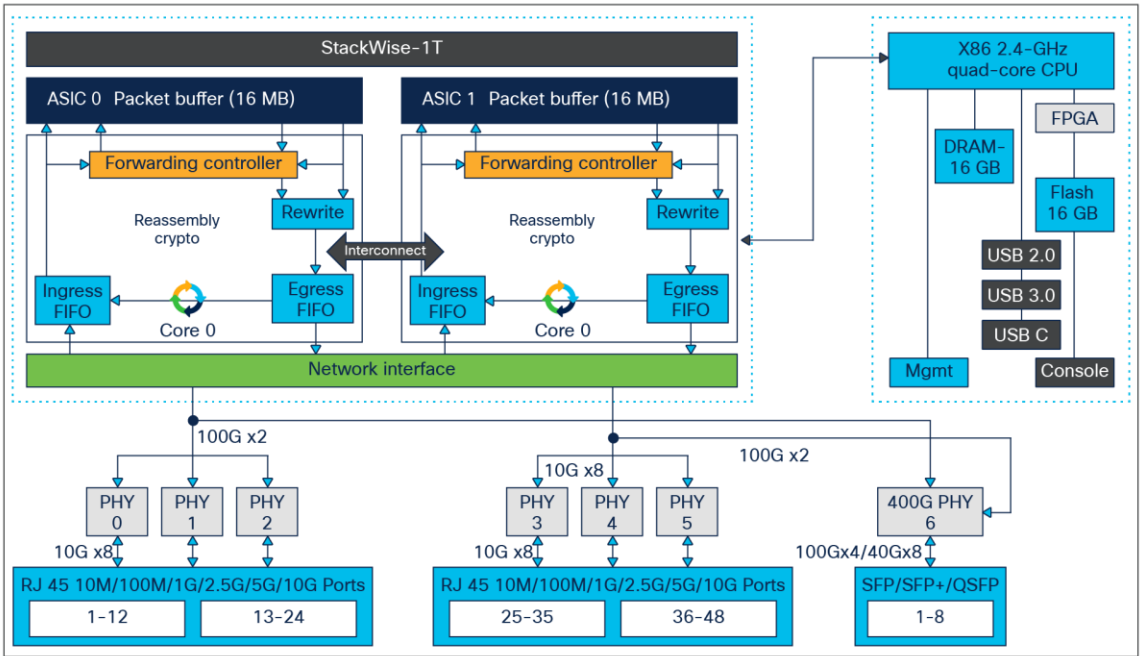 StackWise-1T
ASIC 0 Packet buffer (16 MB)
Forwarding controller
Rewrite
Reassembly
crypto
Ingress
FIFO
Egress
FIFO
Core 0
Interconnect
ASIC 1 Packet buffer (16 MB)
Forwarding controller
Rewrite
Reassembly
crypto
Ingress
FIFO
Egress
FIFO
Core 0
Network interface
X86 2.4-GHz
quad-core CPU
FPGA
DRAM-
16 GB
Flash
16 GB
USB 2.0
USB 3.0
USB C
Mgmt
Console
100G x2
10G x8
100G x2
PHY
0
PHY
1
PHY
2
PHY
3
PHY
4
PHY
5
400G PHY
6
10G x8
10G x8
100Gx4/40Gx8
RJ 45 10M/100M/1G/2.5G/5G/10G Ports
1-12
13-24
RJ 45 10M/100M/1G/2.5G/5G/10G Ports
25-35
36-48
SFP/SFP+/QSFP
1-8